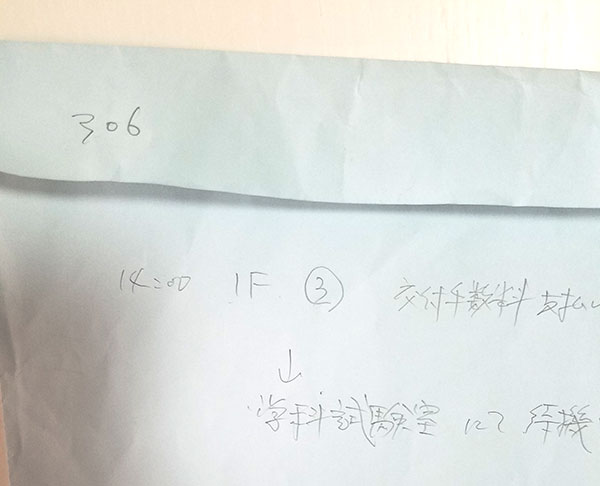 306
14:00 1F ③ 交付手数料 支払い
↓
学科試験室 にて 待機